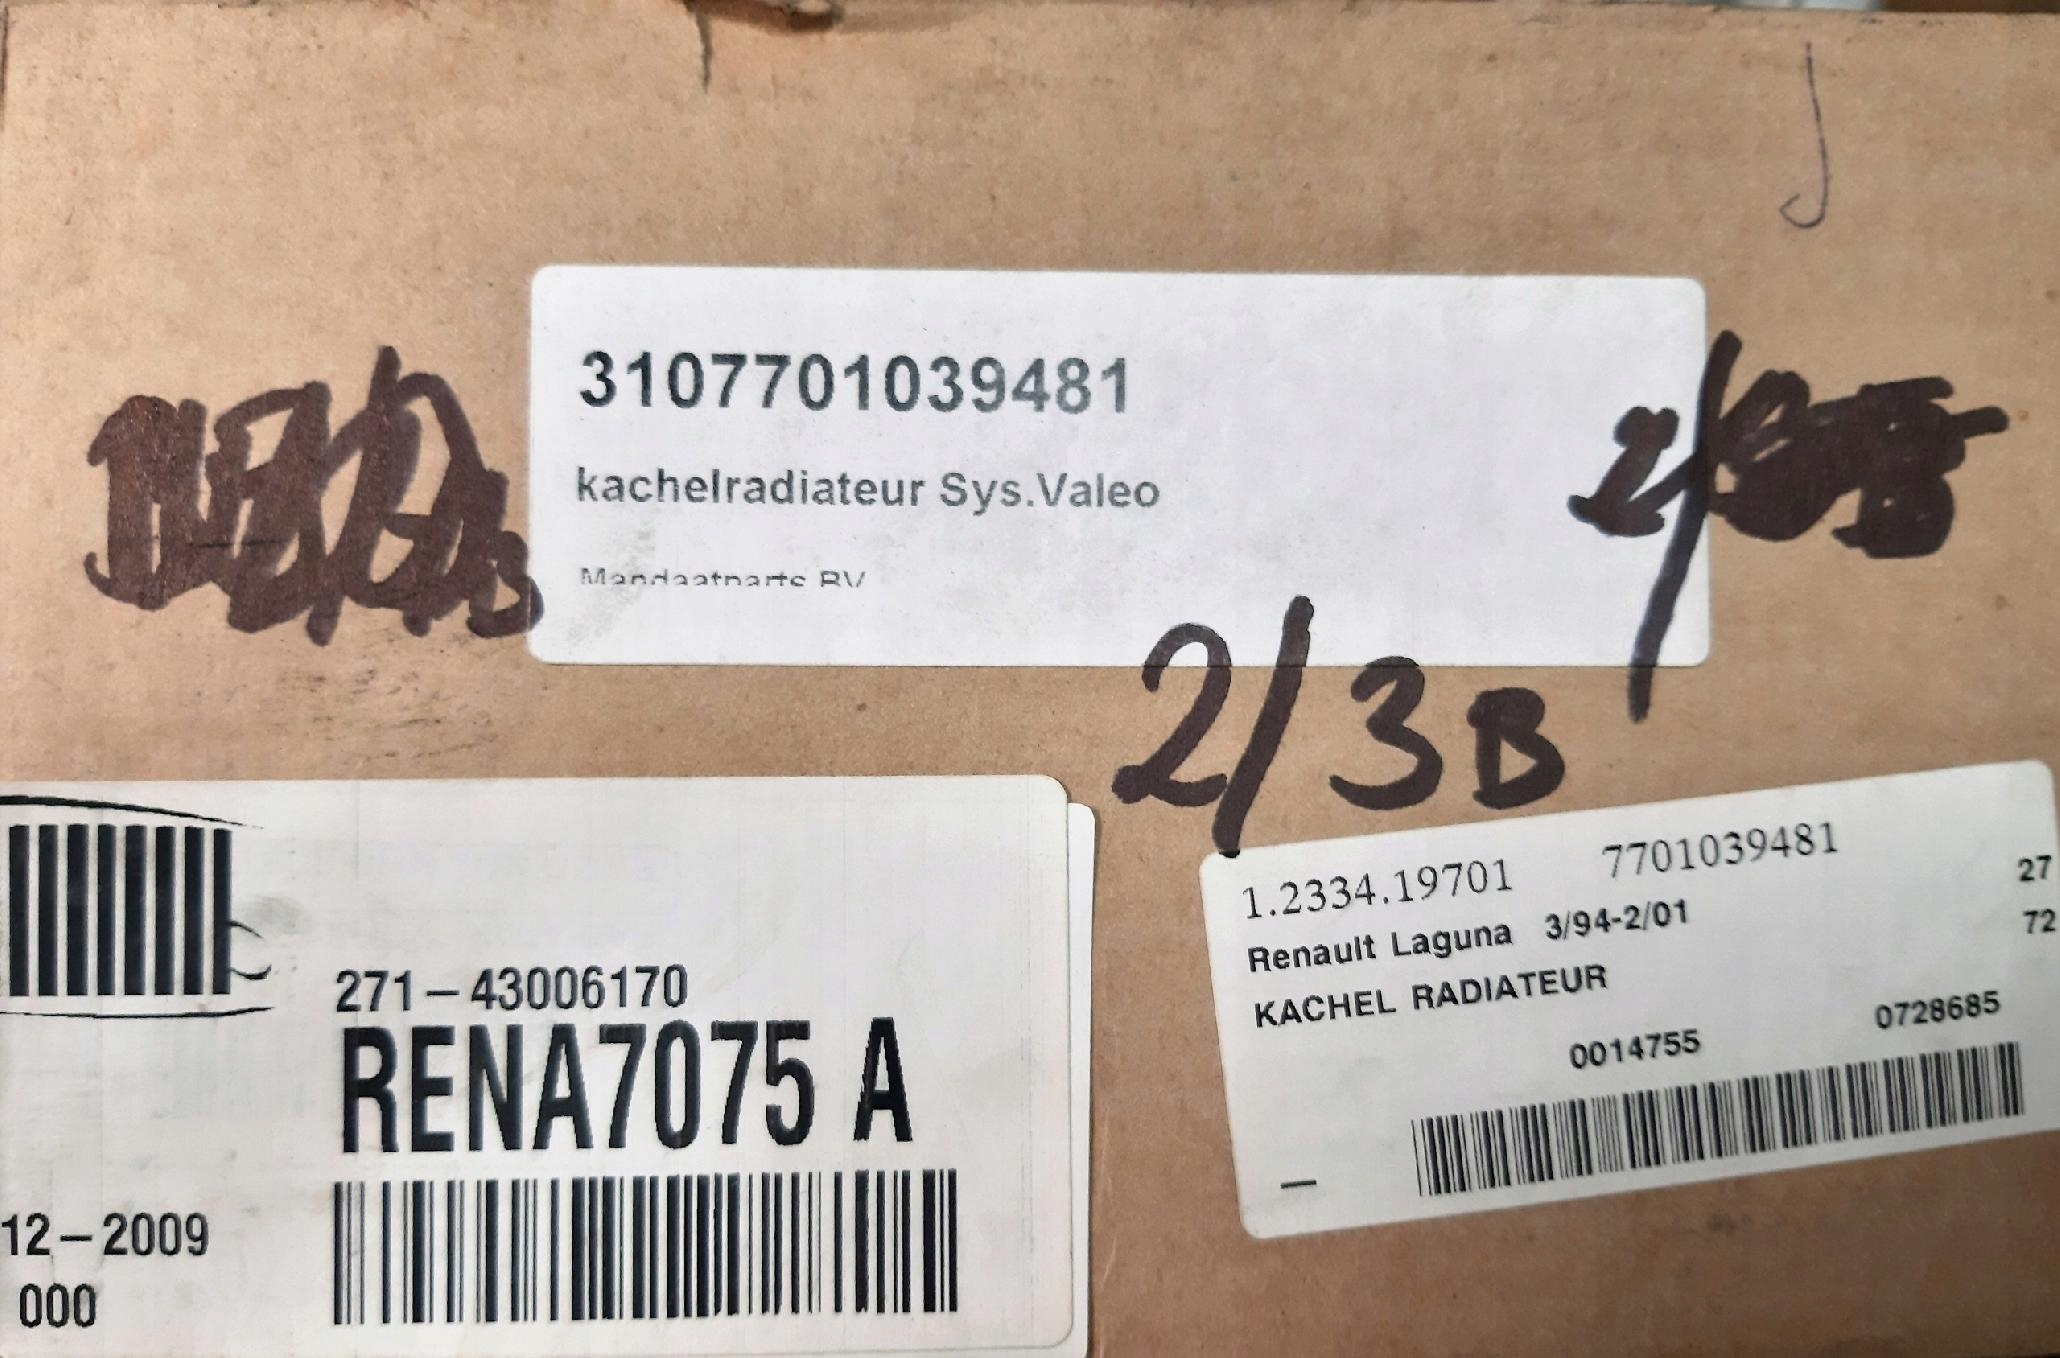 J
3107701039481
kachelradiateur Sys.Valeo
Mandaatparts BV
2/
2/3B
271-43006170
RENA7075 A
12-2009
000
1.2334.19701 7701039481 27
Renault Laguna 3/94-2/01 72
KACHEL RADIATEUR
0014755 0728685